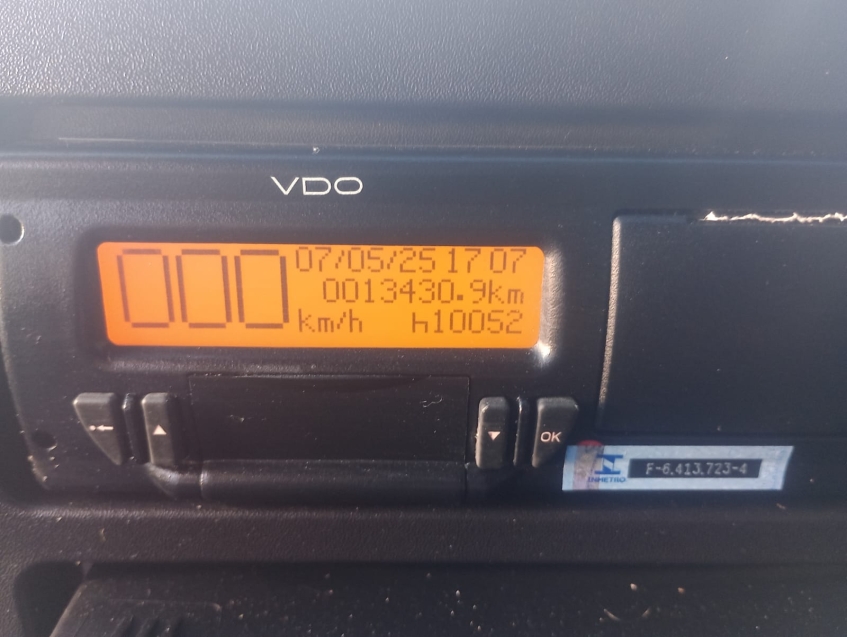 VDO
000
07/05/25 17 07
0013430.9km
km/h h10052
OK
INMETRO
F-6.413.723-4